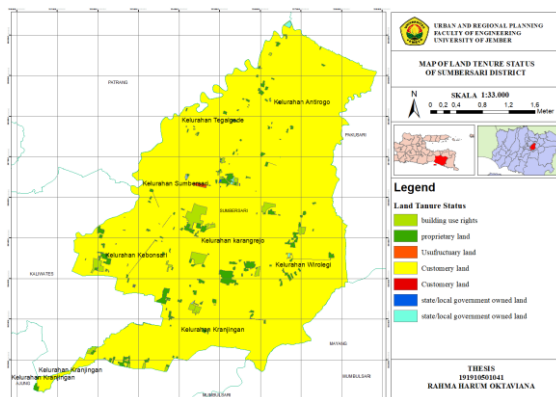 PATRANG
Kelurahan Antirogo
Kelurahan Tegalgede
PAKUSARI
Kelurahan Sumbersari
SUMBERSARI
Kelurahan karangrejo
Kelurahan Kebonsari
Kelurahan Wirolegi
KALIWATES
Kelurahan Kranjingan
MAYANG
Kelurahan Kranjingan
Kelurahan Kranjingan
AJUNG
MUMBULSARI
URBAN AND REGIONAL PLANNING
FACULTY OF ENGINEERING
UNIVERSITY OF JEMBER
MAP OF LAND TENURE STATUS
OF SUMBERSARI DISTRICT
SKALA 1:33.000
N
0 0.2 0.4 0.8 1.2 1.6
Meter
Legend
Land Tanure Status
building use rights
proprietary land
Usufructuary land
Customery land
Customery land
state/local government owned land
state/local government owned land
THESIS
191910501041
RAHMA HARUM OKTAVIANA